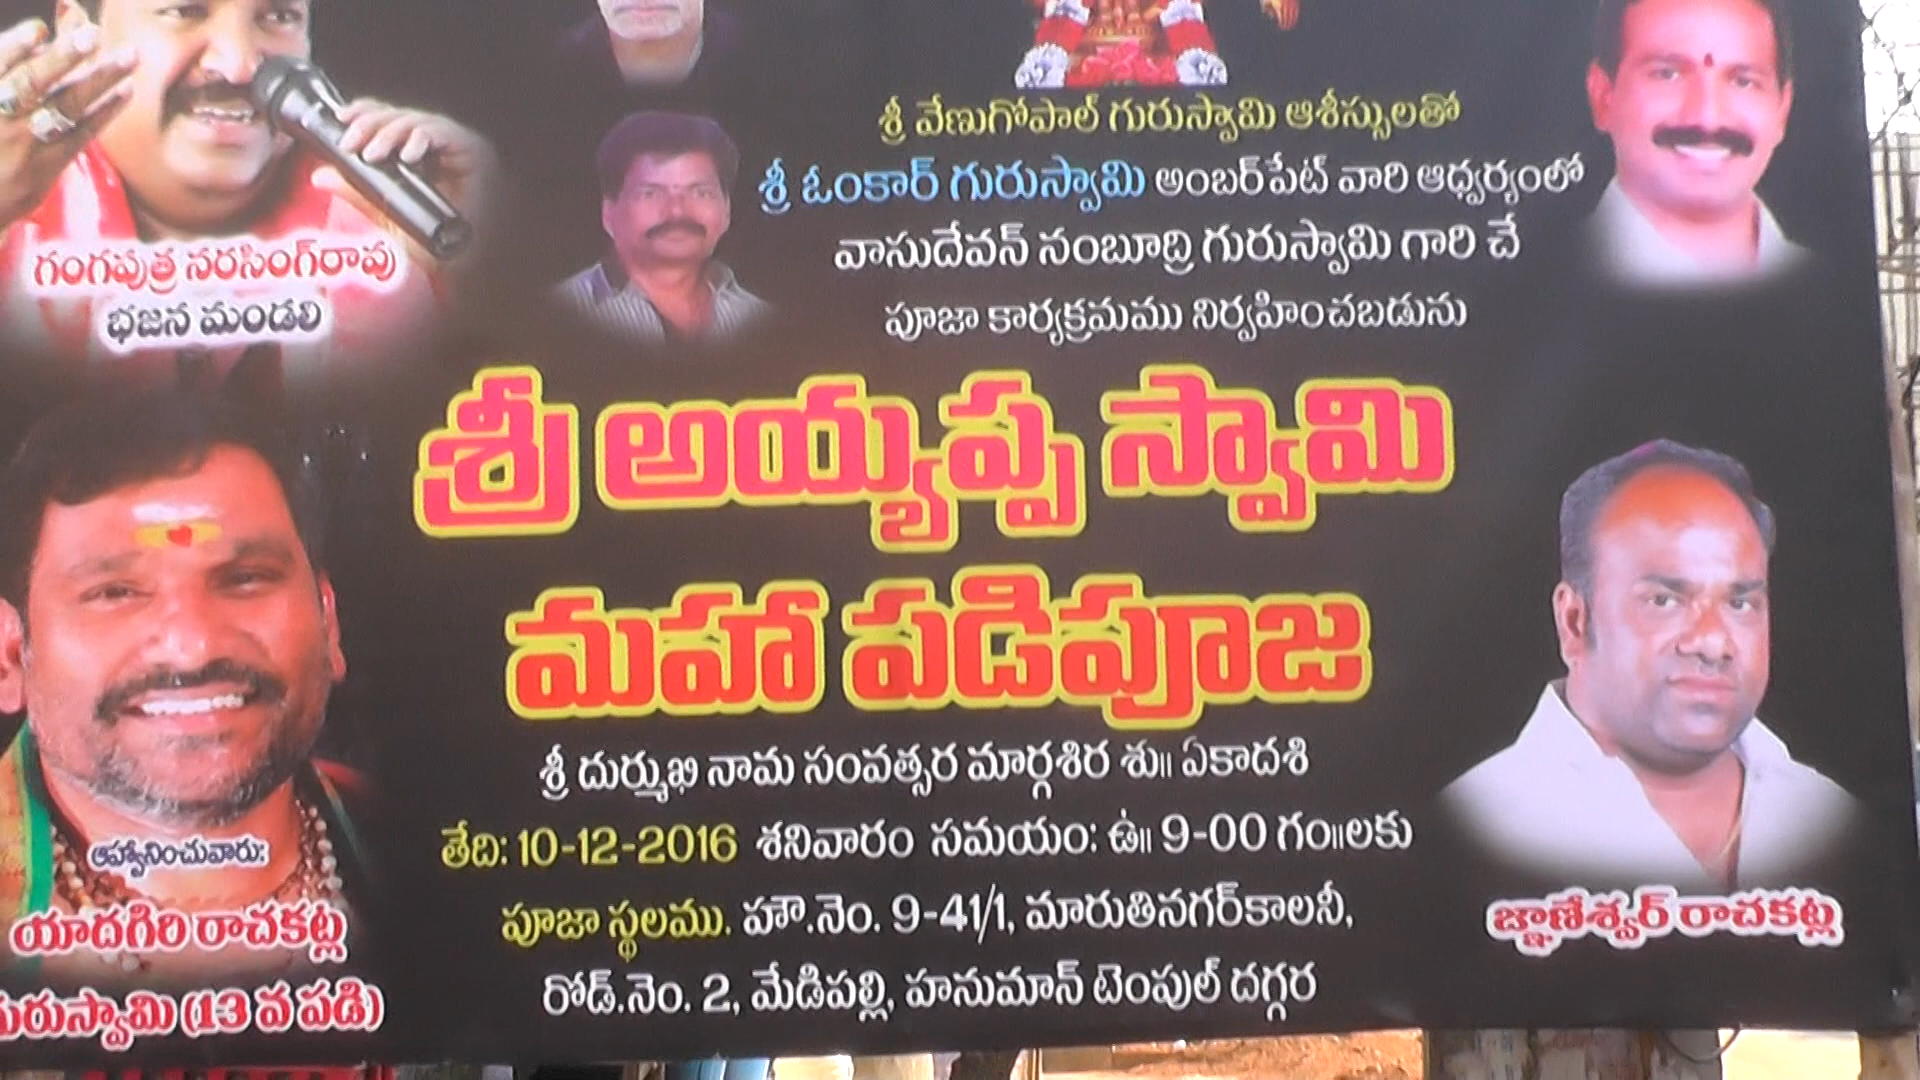 శ్రీ వేణుగోపాల్ గురుస్వామి ఆశీస్సులతో
శ్రీ ఓంకార్ గురుస్వామి అంబర్‌పేట్ వారి ఆధ్వర్యంలో
వాసుదేవన్ నంబూద్రి గురుస్వామి గారి చే
పూజా కార్యక్రమము నిర్వహించబడును
గంగపుత్ర నరసింగ్‌రావు
భజన మండలి
శ్రీ అయ్యప్ప స్వామి
మహా పడిపూజ
శ్రీ దుర్ముఖి నామ సంవత్సర మార్గశిర శు॥ ఏకాదశి
తేది: 10-12-2016 శనివారం సమయం: ఉ॥ 9-00 గం॥లకు
పూజా స్థలము. హౌ.నెం. 9-41/1, మారుతినగర్‌కాలనీ,
రోడ్.నెం. 2, మేడిపల్లి, హనుమాన్ టెంపుల్ దగ్గర
ఆహ్వానించువారు:
యాదగిరి రాచకట్ల
గురుస్వామి (13 వ పడి)
జ్ఞాణేశ్వర్ రాచకట్ల